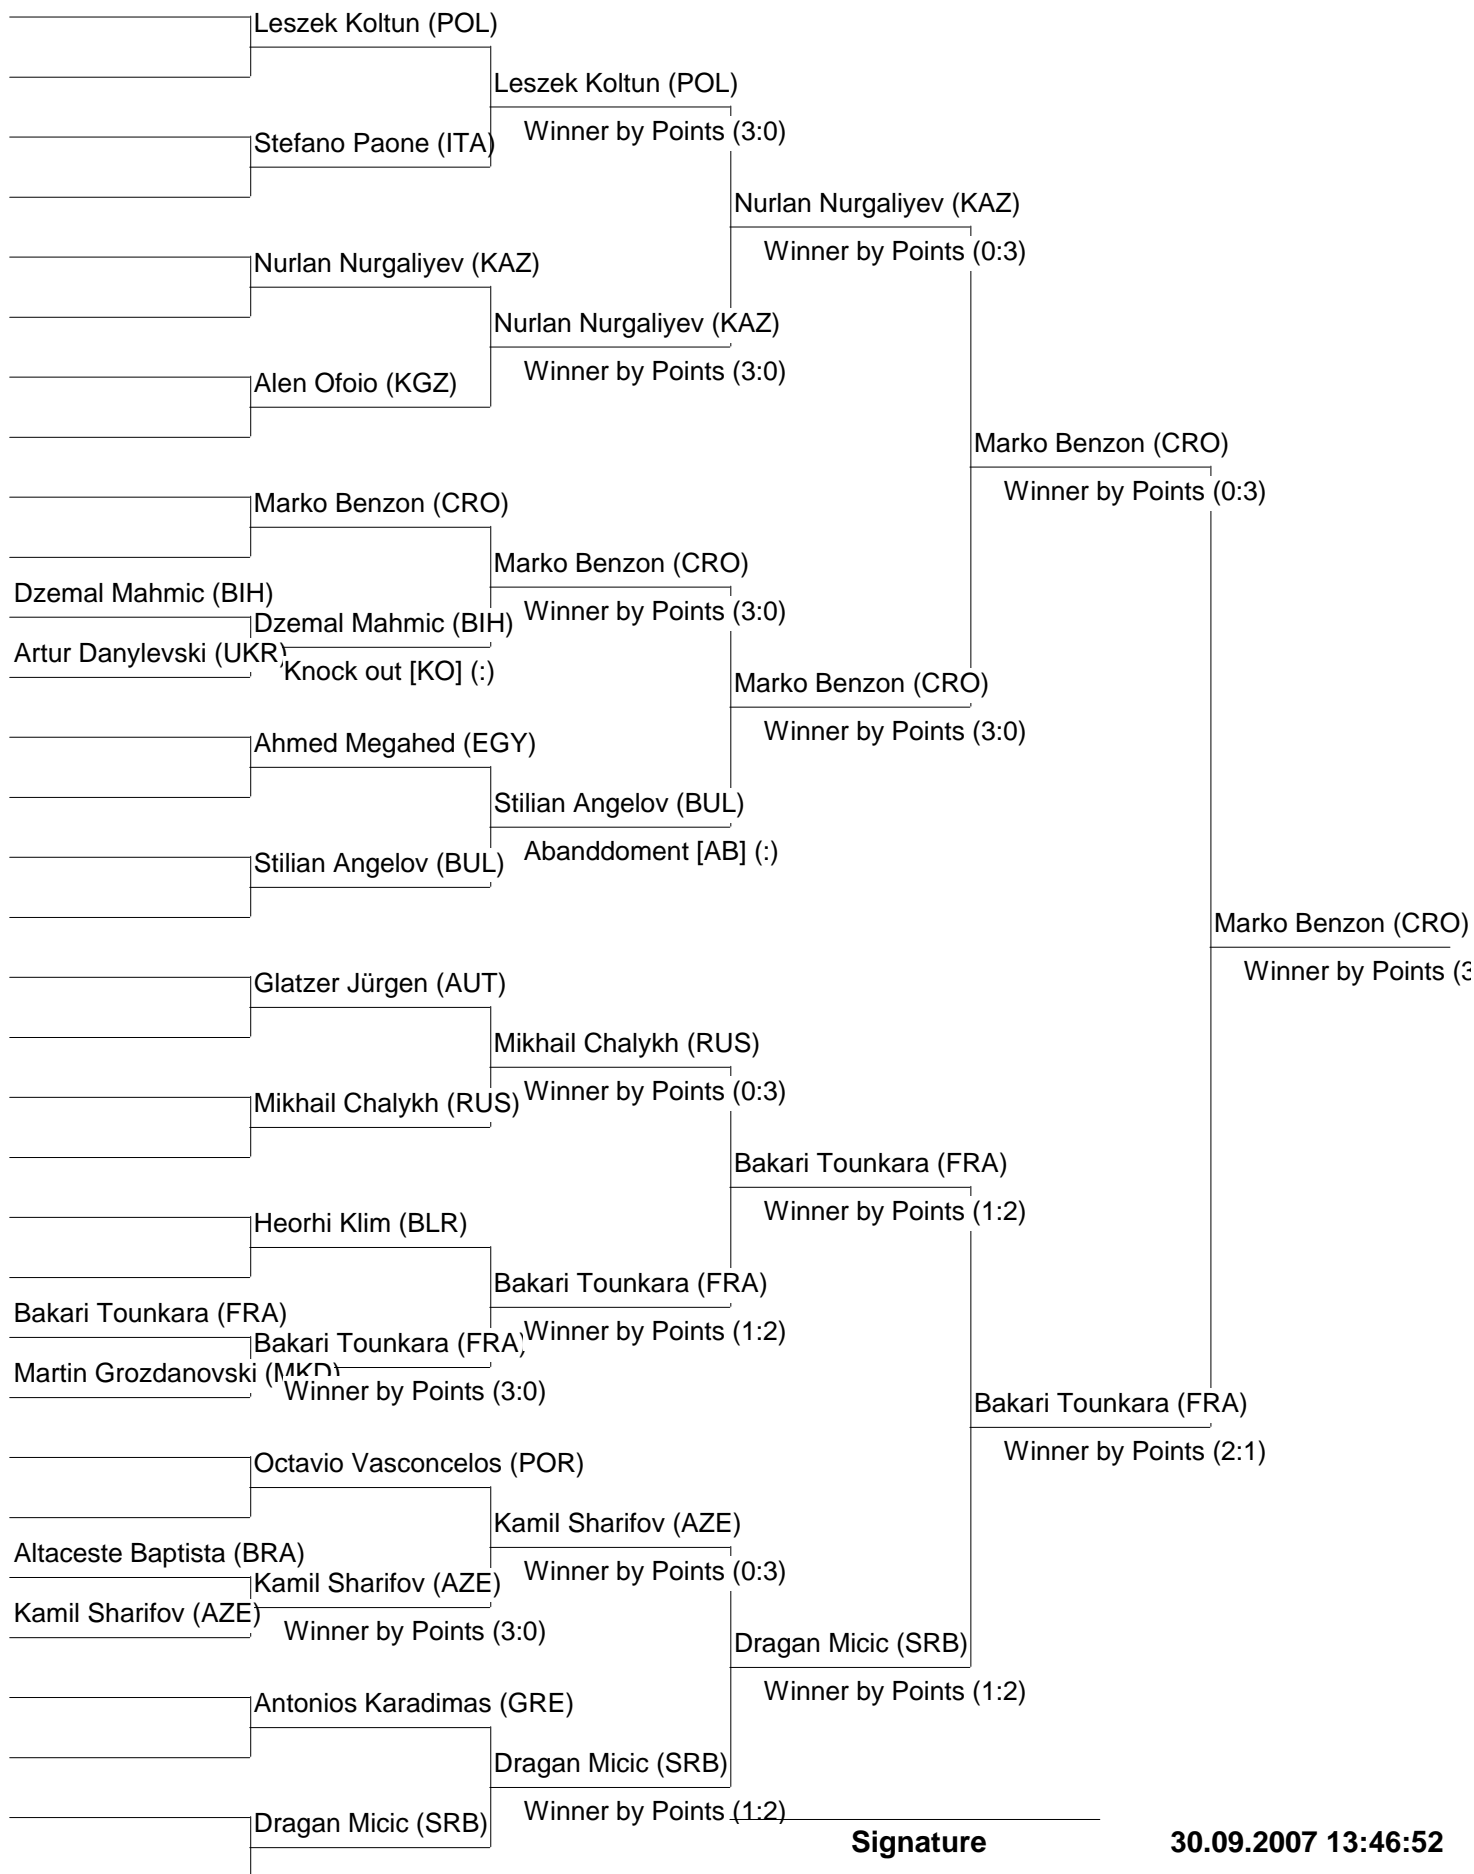 Leszek Koltun (POL)
Leszek Koltun (POL)
Winner by Points (3:0)
Stefano Paone (ITA)
Nurlan Nurgaliyev (KAZ)
Winner by Points (0:3)
Nurlan Nurgaliyev (KAZ)
Nurlan Nurgaliyev (KAZ)
Winner by Points (3:0)
Alen Ofoio (KGZ)
Marko Benzon (CRO)
Winner by Points (0:3)
Marko Benzon (CRO)
Marko Benzon (CRO)
Winner by Points (3:0)
Dzemal Mahmic (BIH)
Dzemal Mahmic (BIH)
Artur Danylevski (UKR)
Knock out [KO] (:)
Marko Benzon (CRO)
Winner by Points (3:0)
Ahmed Megahed (EGY)
Stilian Angelov (BUL)
Abanddoment [AB] (:)
Stilian Angelov (BUL)
Marko Benzon (CRO)
Winner by Points (3
Glatzer Jürgen (AUT)
Mikhail Chalykh (RUS)
Winner by Points (0:3)
Mikhail Chalykh (RUS)
Bakari Tounkara (FRA)
Winner by Points (1:2)
Heorhi Klim (BLR)
Bakari Tounkara (FRA)
Winner by Points (1:2)
Bakari Tounkara (FRA)
Bakari Tounkara (FRA)
Martin Grozdanovski (MKD)
Winner by Points (3:0)
Bakari Tounkara (FRA)
Winner by Points (2:1)
Octavio Vasconcelos (POR)
Kamil Sharifov (AZE)
Winner by Points (0:3)
Altaceste Baptista (BRA)
Kamil Sharifov (AZE)
Kamil Sharifov (AZE)
Winner by Points (3:0)
Dragan Micic (SRB)
Winner by Points (1:2)
Antonios Karadimas (GRE)
Dragan Micic (SRB)
Winner by Points (1:2)
Dragan Micic (SRB)
Signature
30.09.2007 13:46:52